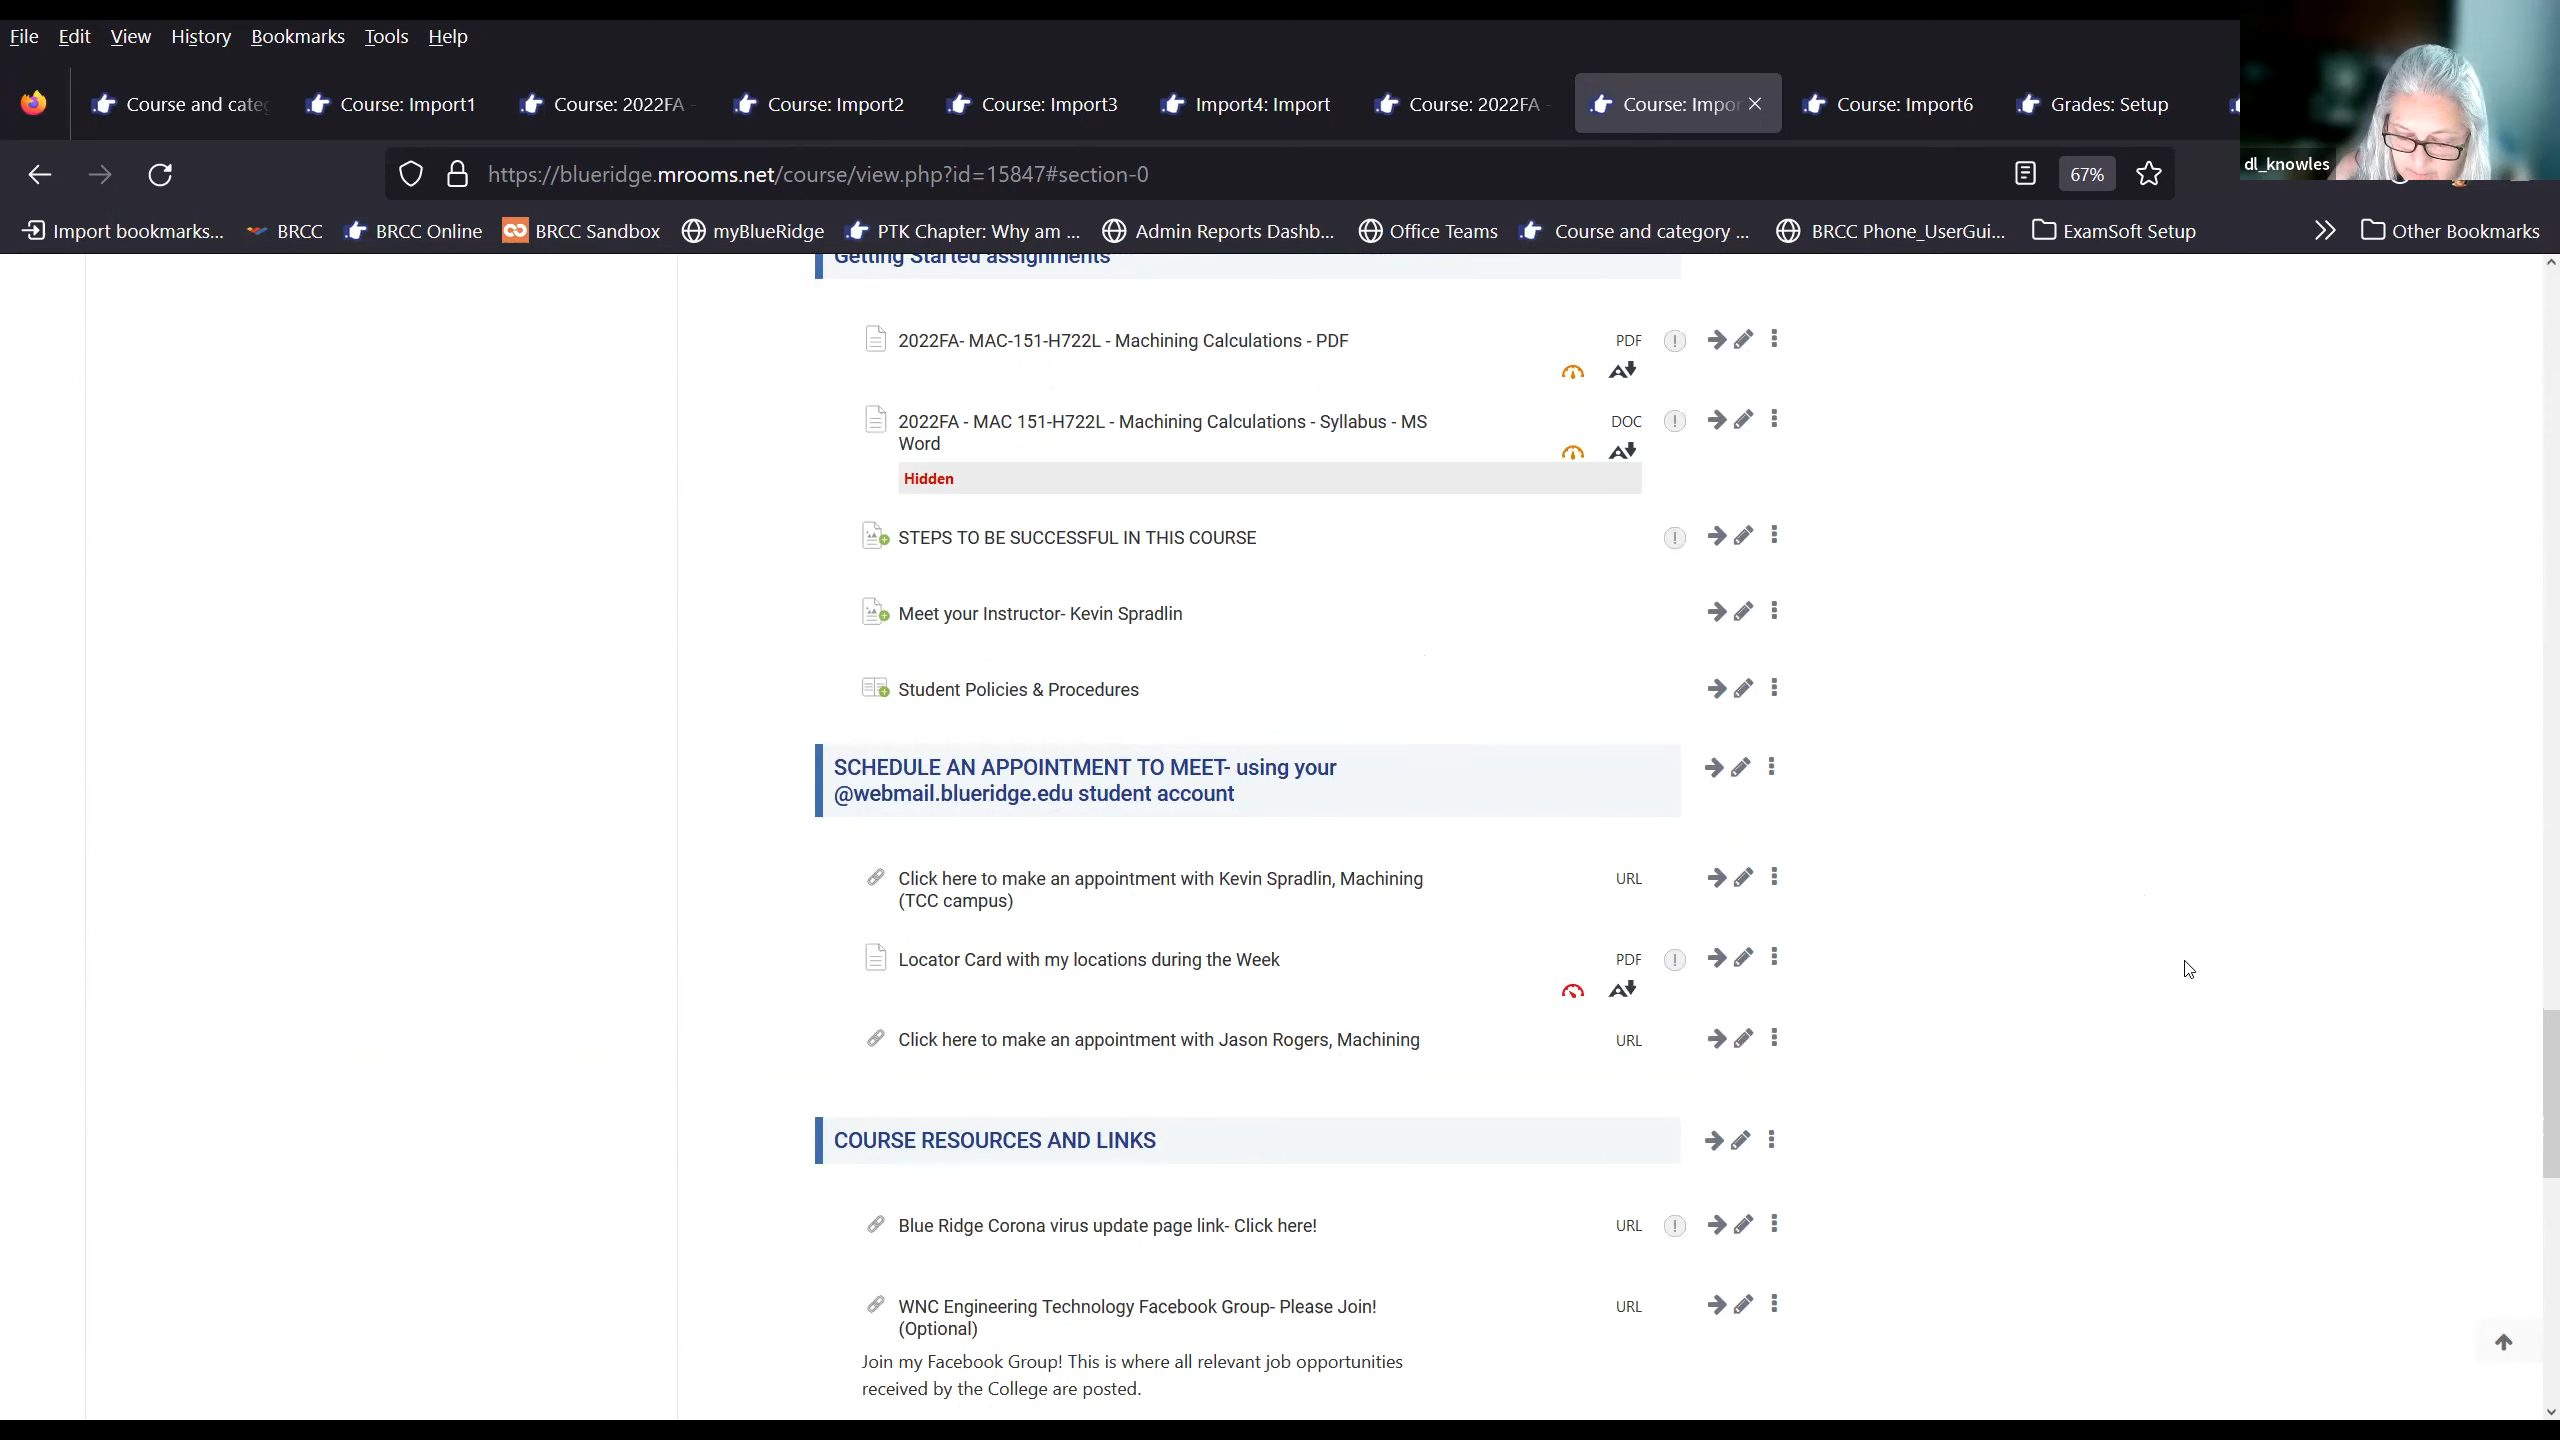 File Edit View History Bookmarks Tools Help
Course and cate
Course: Import1
Course: 2022FA -
Course: Import2
Course: Import3
Import4: Import
Course: 2022FA -
Course: Impor
Course: Import6
Grades: Setup
dl_knowles
https://blueridge.mrooms.net/course/view.php?id=15847#section-0
67%
Import bookmarks...
BRCC
BRCC Online
BRCC Sandbox
myBlueRidge
PTK Chapter: Why am ...
Admin Reports Dashb...
Office Teams
Course and category ...
BRCC Phone_UserGui...
ExamSoft Setup
Other Bookmarks
Getting Started assignments
2022FA- MAC-151-H722L - Machining Calculations - PDF
PDF
2022FA - MAC 151-H722L - Machining Calculations - Syllabus - MS
Word
DOC
Hidden
STEPS TO BE SUCCESSFUL IN THIS COURSE
Meet your Instructor- Kevin Spradlin
Student Policies & Procedures
SCHEDULE AN APPOINTMENT TO MEET- using your
@webmail.blueridge.edu student account
Click here to make an appointment with Kevin Spradlin, Machining
(TCC campus)
URL
Locator Card with my locations during the Week
PDF
Click here to make an appointment with Jason Rogers, Machining
URL
COURSE RESOURCES AND LINKS
Blue Ridge Corona virus update page link- Click here!
URL
WNC Engineering Technology Facebook Group- Please Join!
(Optional)
URL
Join my Facebook Group! This is where all relevant job opportunities
received by the College are posted.